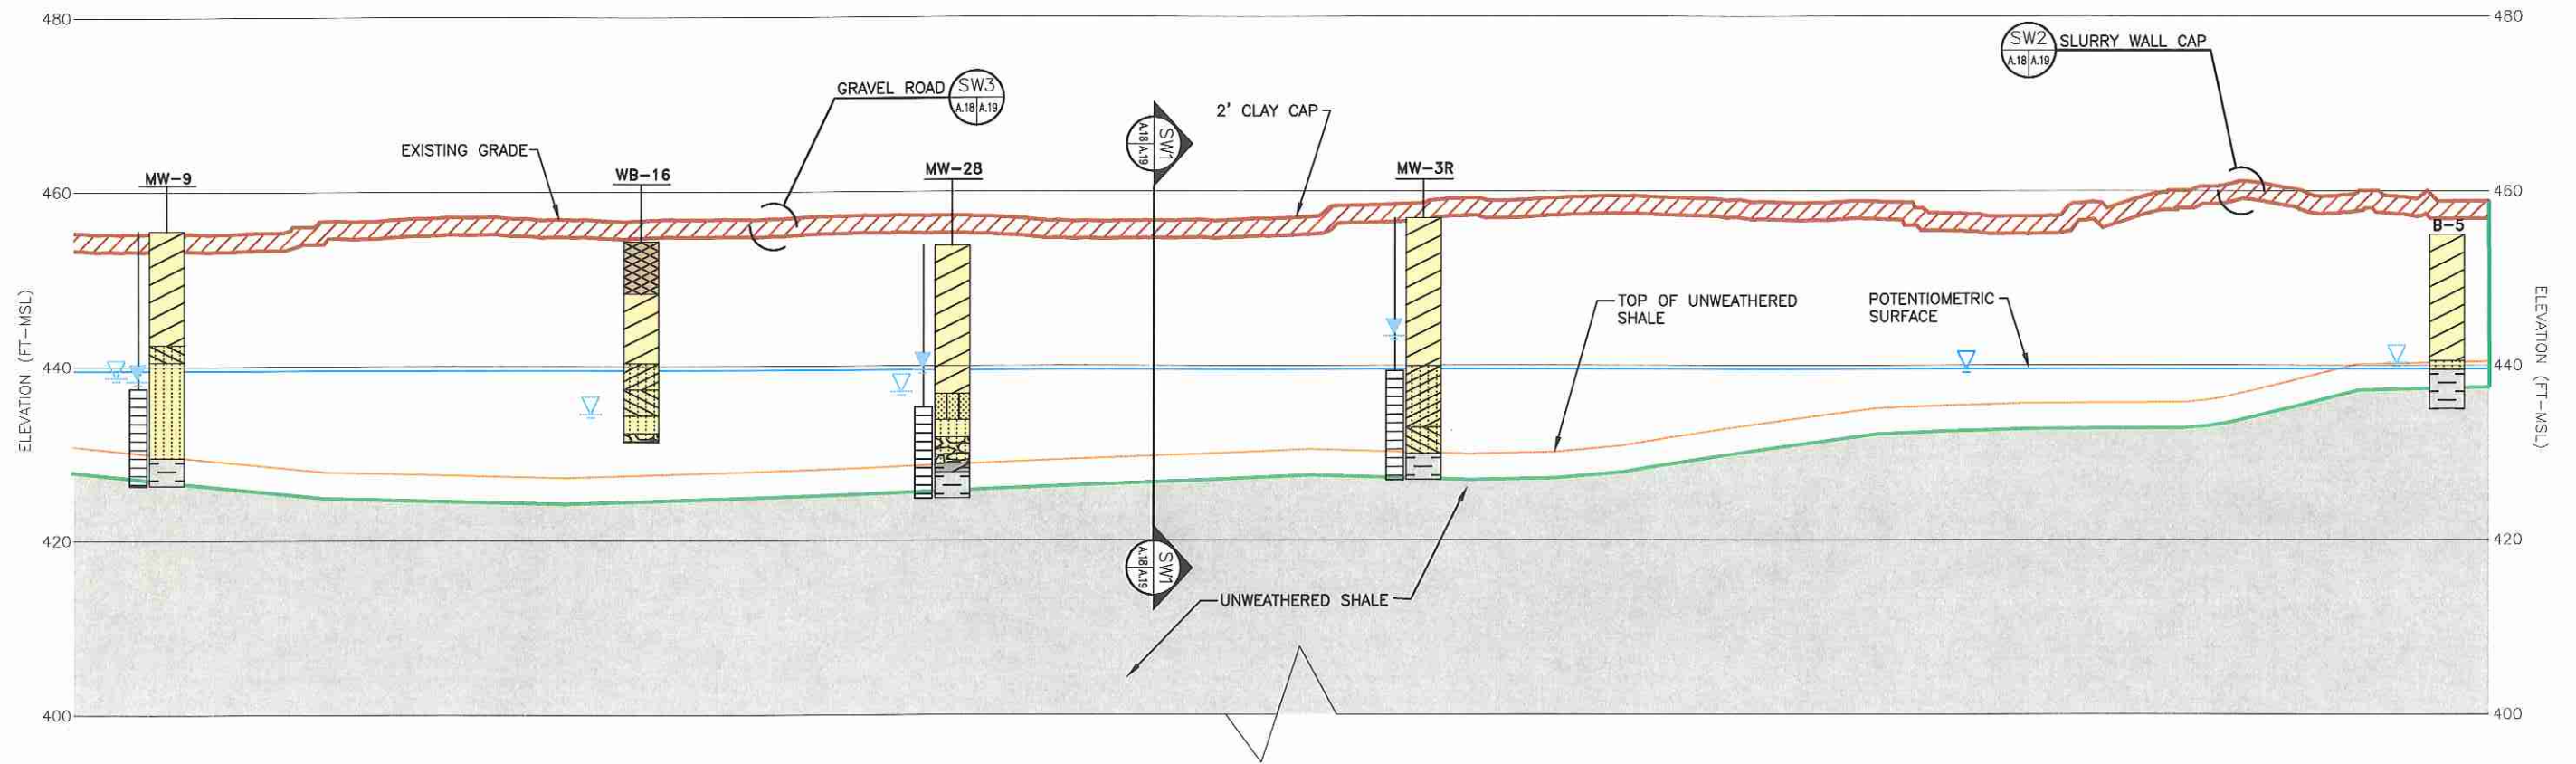 480
480
SW2
A.18 A.19
SLURRY WALL CAP
GRAVEL ROAD
SW3
A.18 A.19
2' CLAY CAP
SW1
A.18 A.19
EXISTING GRADE
MW-9
WB-16
MW-28
MW-3R
460
460
B-5
ELEVATION (FT-MSL)
TOP OF UNWEATHERED
SHALE
POTENTIOMETRIC
SURFACE
ELEVATION (FT-MSL)
440
440
420
420
SW1
A.18 A.19
UNWEATHERED SHALE
400
400